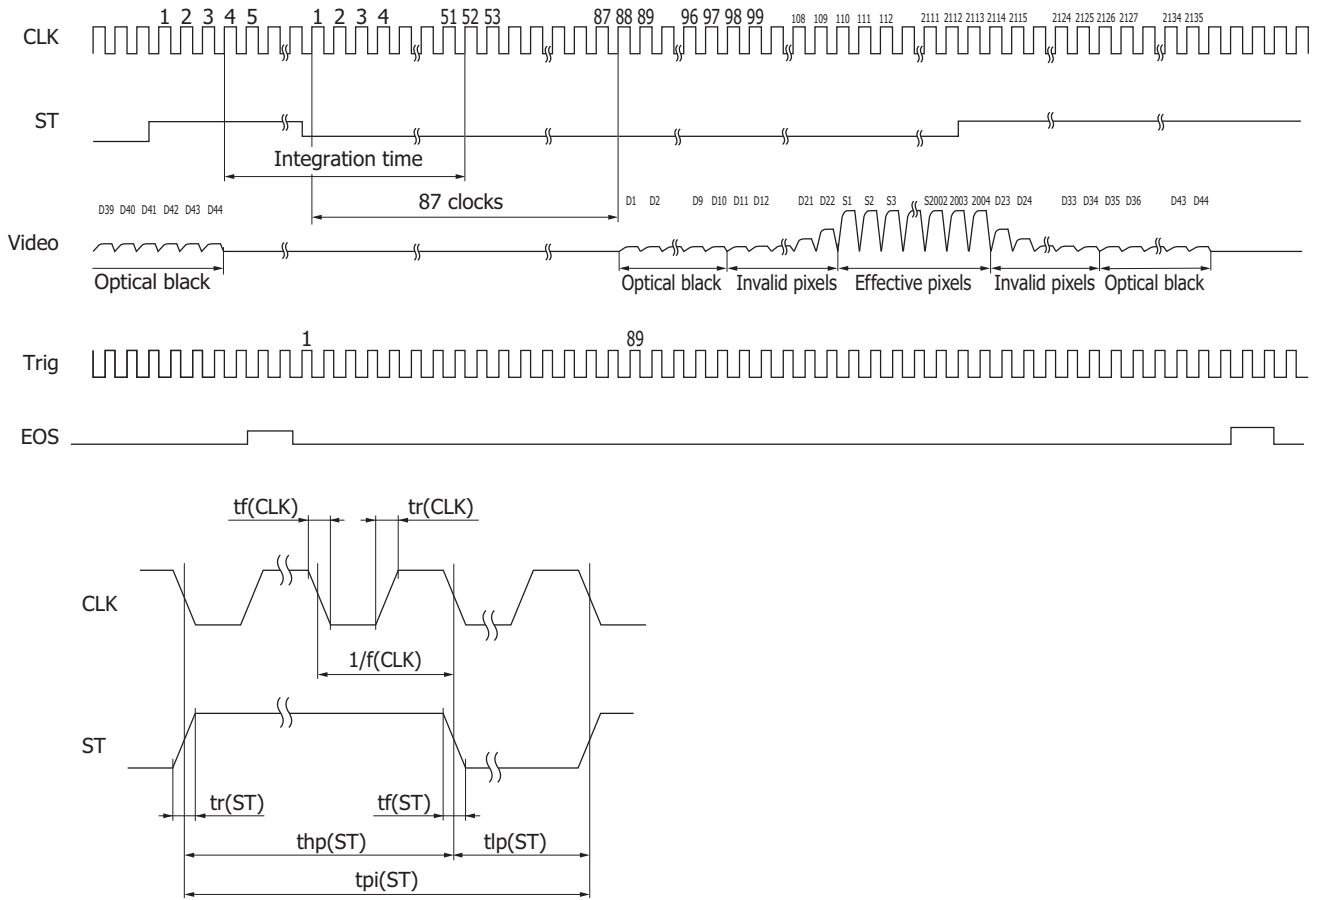 1 2 3 4 5 1 2 3 4 51 52 53 87 88 89 96 97 98 99 108 109 110 111 112 2111 2112 2113 2114 2115 2124 2125 2126 2127 2134 2135
CLK
ST
Integration time
87 clocks
D39 D40 D41 D42 D43 D44 D1 D2 D9 D10 D11 D12 D21 D22 S1 S2 S3 S2002 2003 2004 D23 D24 D33 D34 D35 D36 D43 D44
Video
Optical black Optical black Invalid pixels Effective pixels Invalid pixels Optical black
1 89
Trig
EOS
tf(CLK) tr(CLK)
CLK
1/f(CLK)
ST
tr(ST) tf(ST)
thp(ST) tlp(ST)
tpi(ST)